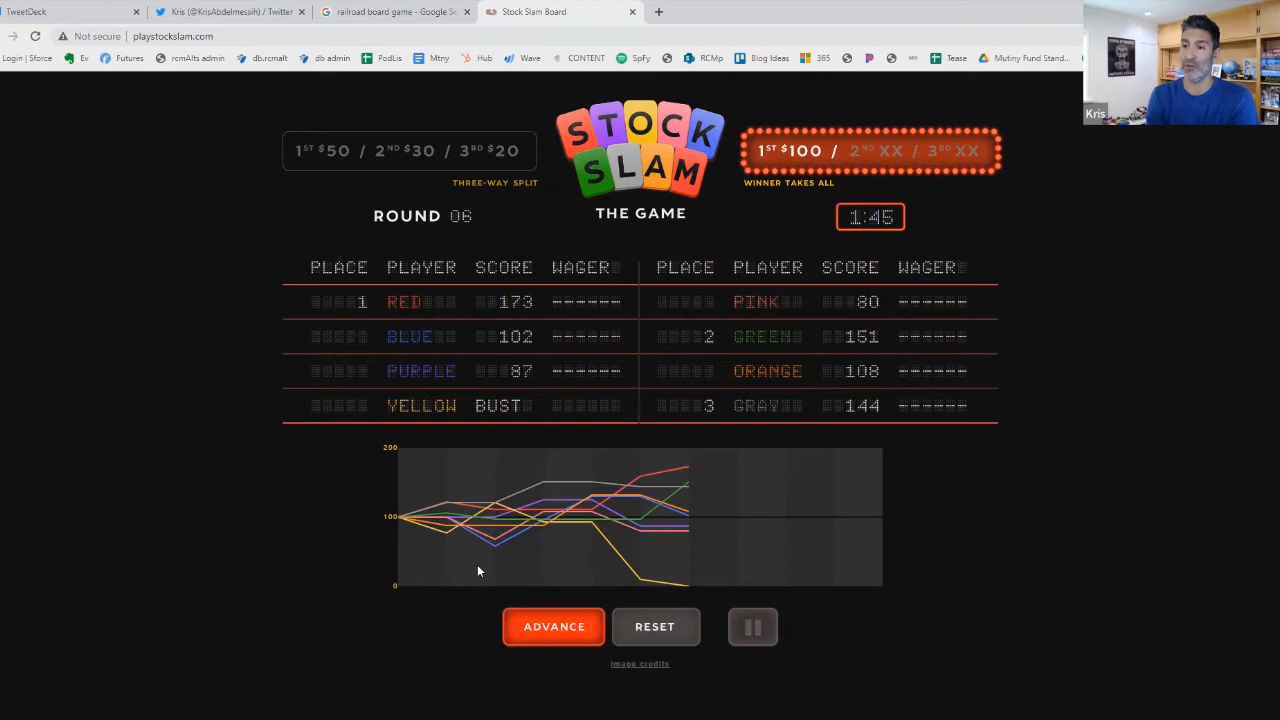 TweetDeck
Kris (@KrisAbdelmessih) / Twitter
railroad board game - Google Se
Stock Slam Board
Not secure | playstockslam.com
Login | Sforce
Ev
Futures
rcmAlts admin
db.rcmalt
db admin
PodLis
Mtny
Hub
Wave
CONTENT
SpFy
RCMp
Blog Ideas
365
Tease
Mutiny Fund Stand...
Kris
STOCK
SLAM
THE GAME
1ST $50 / 2ND $30 / 3RD $20
THREE-WAY SPLIT
1ST $100 / 2ND XX / 3RD XX
WINNER TAKES ALL
ROUND 06
1:45
PLACE PLAYER SCORE WAGER PLACE PLAYER SCORE WAGER
1 RED 173 ------ PINK 80 ------
BLUE 102 ------ 2 GREEN 151 ------
PURPLE 87 ------ ORANGE 108 ------
YELLOW BUST 3 GRAY 144 ------
200
100
0
ADVANCE
RESET
image credits